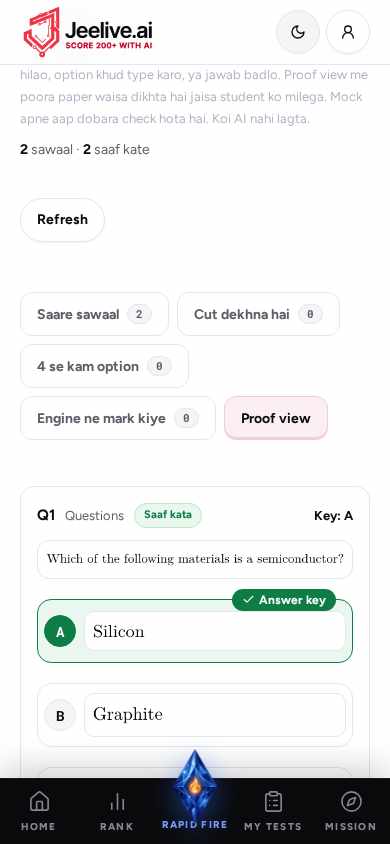 Jeelive.ai
SCORE 200+ WITH AI
hilao, option khud type karo, ya jawab badlo. Proof view me
poora paper waisa dikhta hai jaisa student ko milega. Mock
apne aap dobara check hota hai. Koi AI nahi lagta.
2 sawaal · 2 saaf kate
Refresh
Saare sawaal 2
Cut dekhna hai 0
4 se kam option 0
Engine ne mark kiye 0
Proof view
Q1 Questions Saaf kata Key: A
Which of the following materials is a semiconductor?
Answer key
A Silicon
B Graphite
HOME
RANK
RAPID FIRE
MY TESTS
MISSION